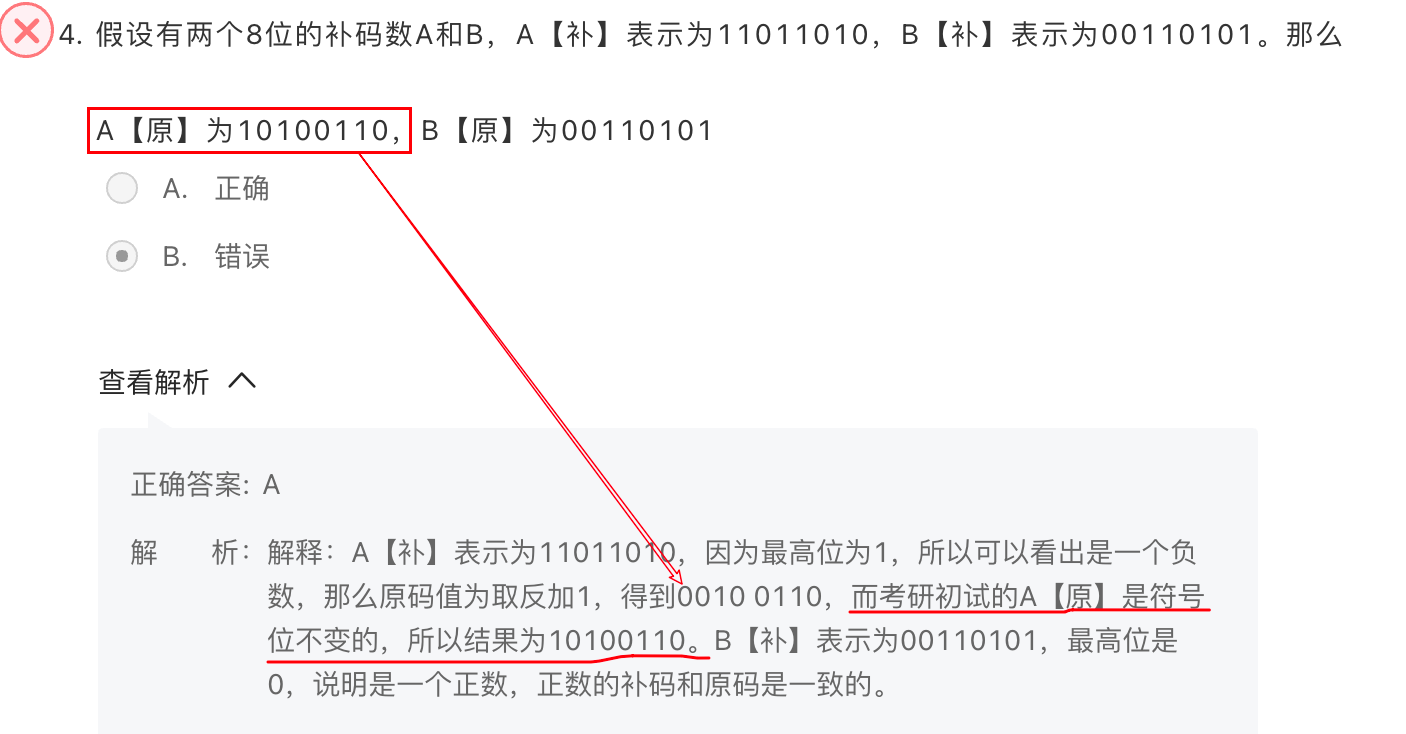 4. 假设有两个8位的补码数A和B，A【补】表示为11011010，B【补】表示为00110101。那么
A【原】为10100110，B【原】为00110101
A. 正确
B. 错误
查看解析
正确答案: A
解 析: 解释：A【补】表示为11011010，因为最高位为1，所以可以看出是一个负
数，那么原码值为取反加1，得到0010 0110，而考研初试的A【原】是符号
位不变的，所以结果为10100110。B【补】表示为00110101，最高位是
0，说明是一个正数，正数的补码和原码是一致的。